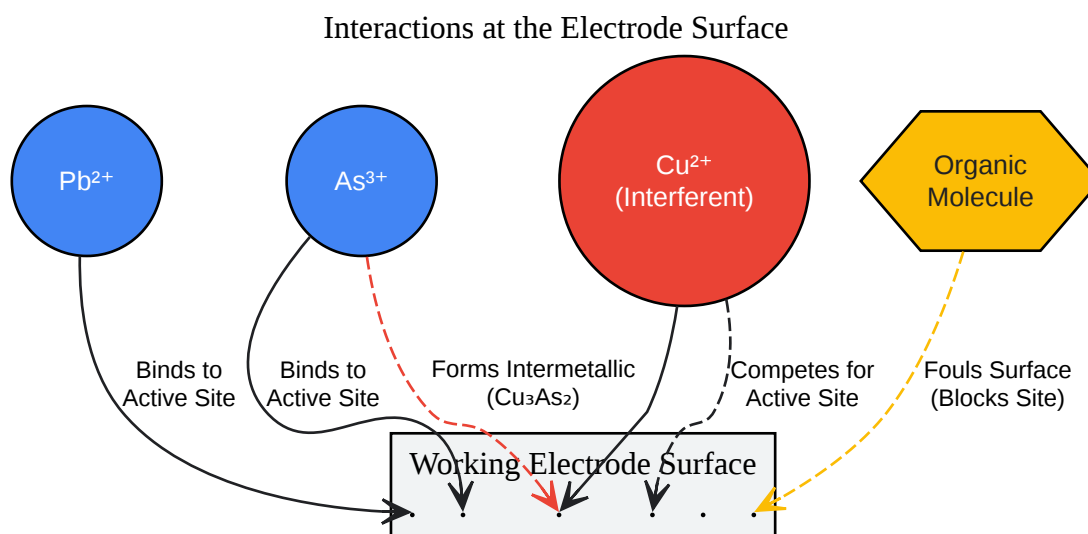 Interactions at the Electrode Surface
Pb²⁺
As³⁺
Cu²⁺
(Interferent)
Organic
Molecule
Binds to
Active Site
Binds to
Active Site
Forms Intermetallic
(Cu₃As₂)
Competes for
Active Site
Fouls Surface
(Blocks Site)
Working Electrode Surface